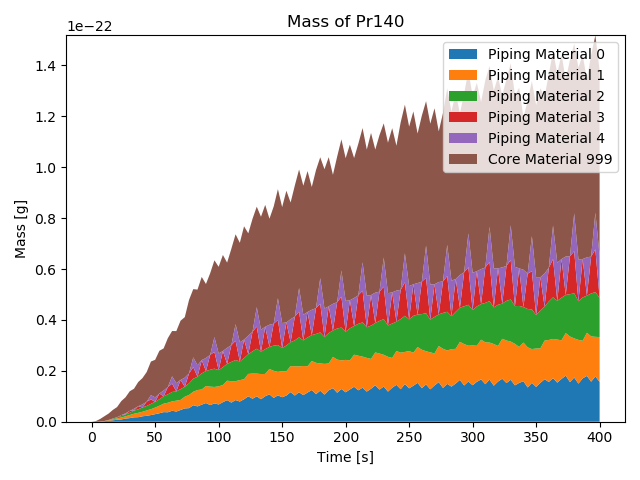 Mass of Pr140
1e−22
1.4
1.2
1.0
0.8
0.6
0.4
0.2
0.0
Mass [g]
Piping Material 0
Piping Material 1
Piping Material 2
Piping Material 3
Piping Material 4
Core Material 999
0 50 100 150 200 250 300 350 400
Time [s]